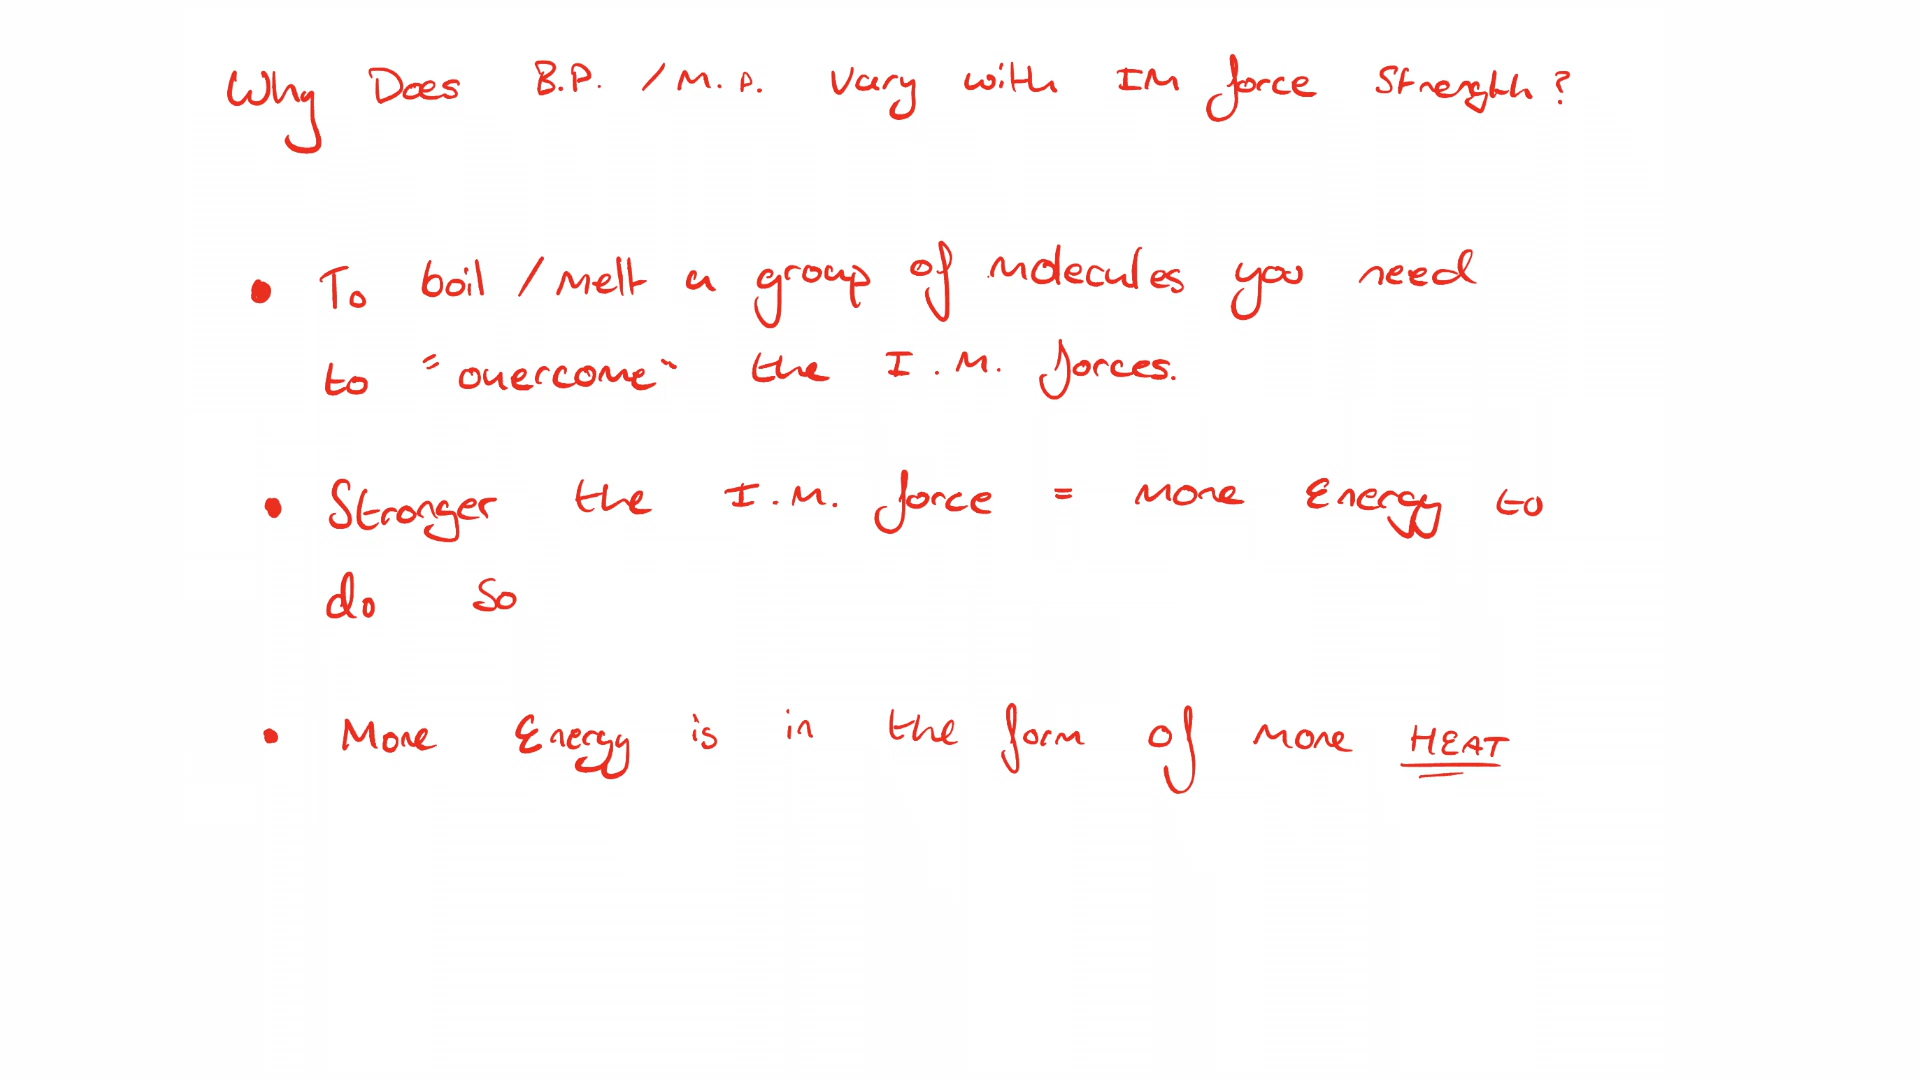 Why Does B.P. / M.P. vary with IM force Strength?
• To boil / melt a group of molecules you need
to "overcome" the I.M. forces.
• Stronger the I.M. force = more Energy to
do so
• More Energy is in the form of more HEAT